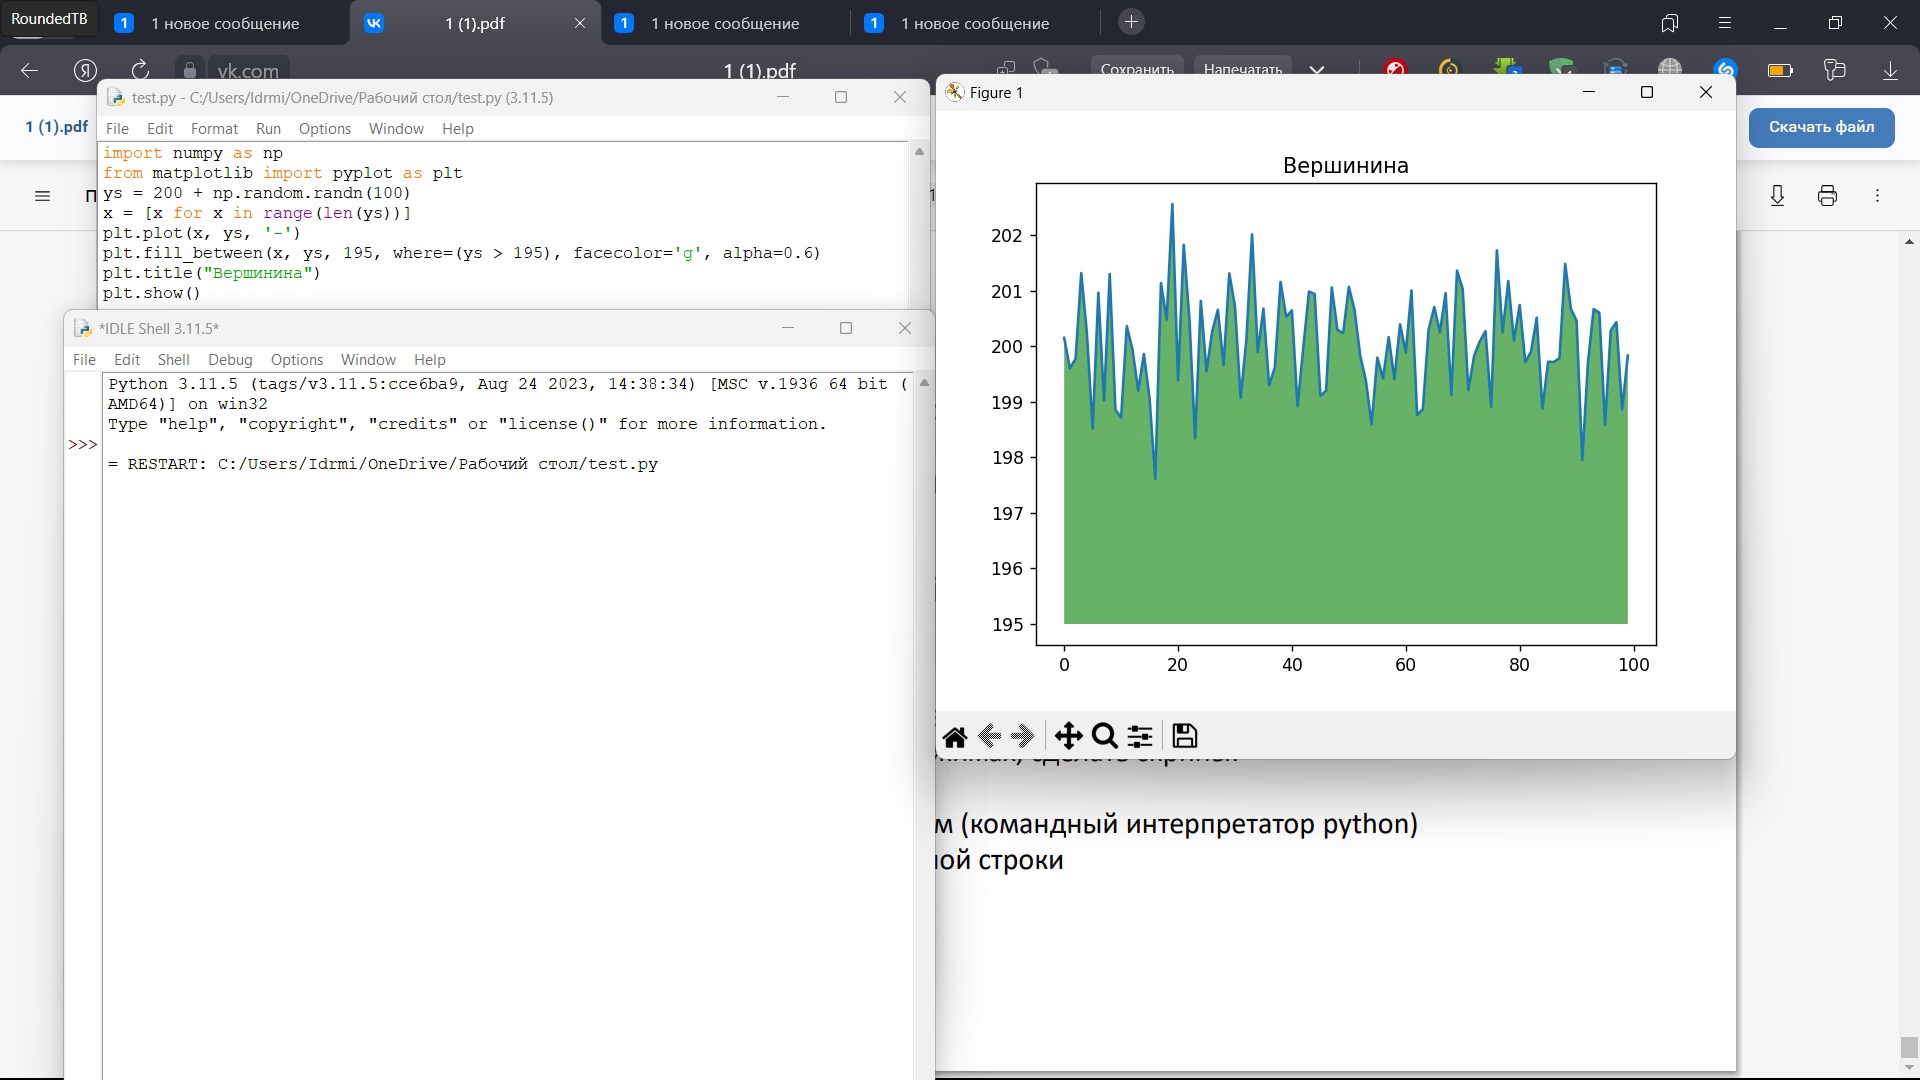 RoundedTB
1 новое сообщение
1 (1).pdf
1 новое сообщение
1 новое сообщение
vk.com
1 (1).pdf
Сохранить
Напечатать
1 (1).pdf
Скачать файл
test.py - C:/Users/Idrmi/OneDrive/Рабочий стол/test.py (3.11.5)
File Edit Format Run Options Window Help
import numpy as np
from matplotlib import pyplot as plt
ys = 200 + np.random.randn(100)
x = [x for x in range(len(ys))]
plt.plot(x, ys, '-')
plt.fill_between(x, ys, 195, where=(ys > 195), facecolor='g', alpha=0.6)
plt.title("Вершинина")
plt.show()
*IDLE Shell 3.11.5*
File Edit Shell Debug Options Window Help
Python 3.11.5 (tags/v3.11.5:cce6ba9, Aug 24 2023, 14:38:34) [MSC v.1936 64 bit (
AMD64)] on win32
Type "help", "copyright", "credits" or "license()" for more information.
>>>
= RESTART: C:/Users/Idrmi/OneDrive/Рабочий стол/test.py
Figure 1
Вершинина
202
201
200
199
198
197
196
195
0 20 40 60 80 100
м (командный интерпретатор python)
ой строки